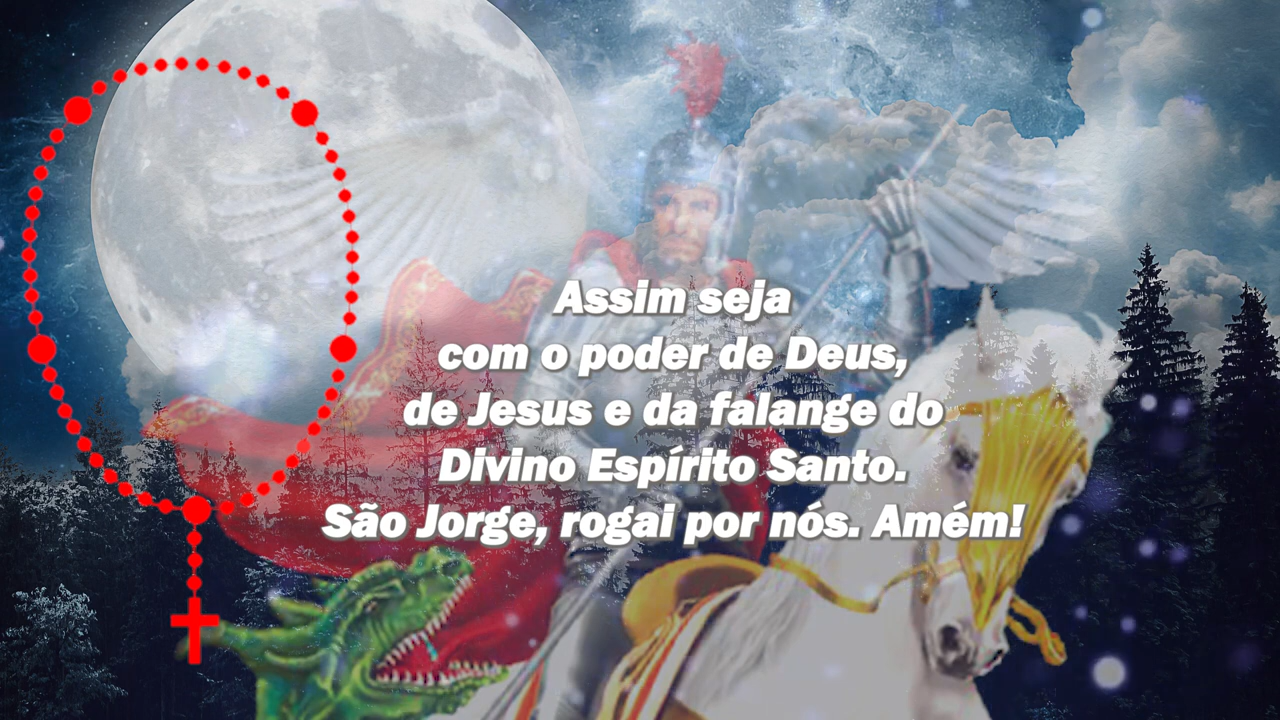 Assim seja
com o poder de Deus,
de Jesus e da falange do
Divino Espírito Santo.
São Jorge, rogai por nós. Amém!